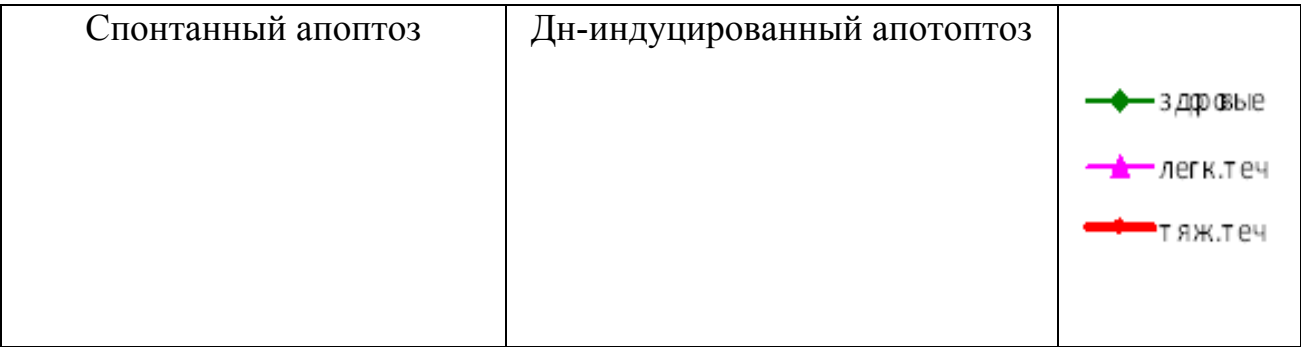 Спонтанный апоптоз
Дн-индуцированный апотоптоз
здоровые
легк.теч
тяж.теч